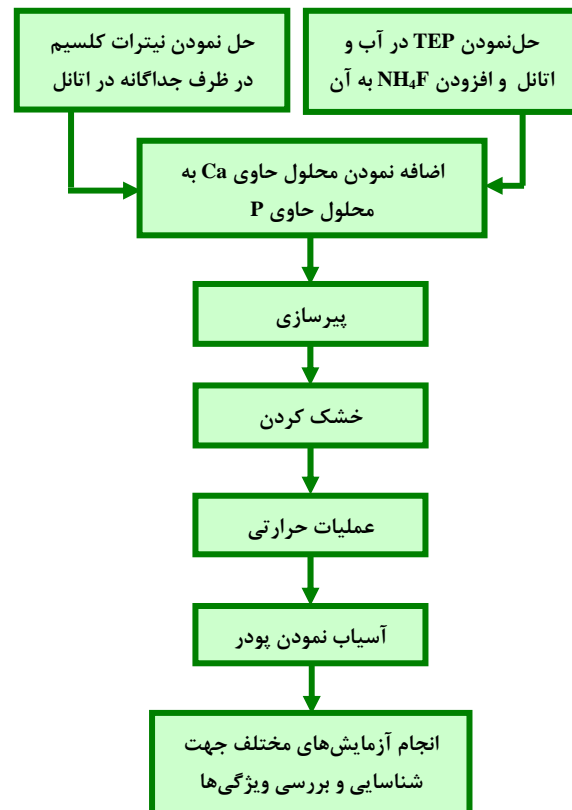 حل‌نمودن TEP در آب و
اتانل و افزودن NH₄F به آن
حل نمودن نیترات کلسیم
در ظرف جداگانه در اتانل
اضافه نمودن محلول حاوی Ca به
محلول حاوی P
پیرسازی
خشک کردن
عملیات حرارتی
آسیاب نمودن پودر
انجام آزمایش‌های مختلف جهت
شناسایی و بررسی ویژگی‌ها